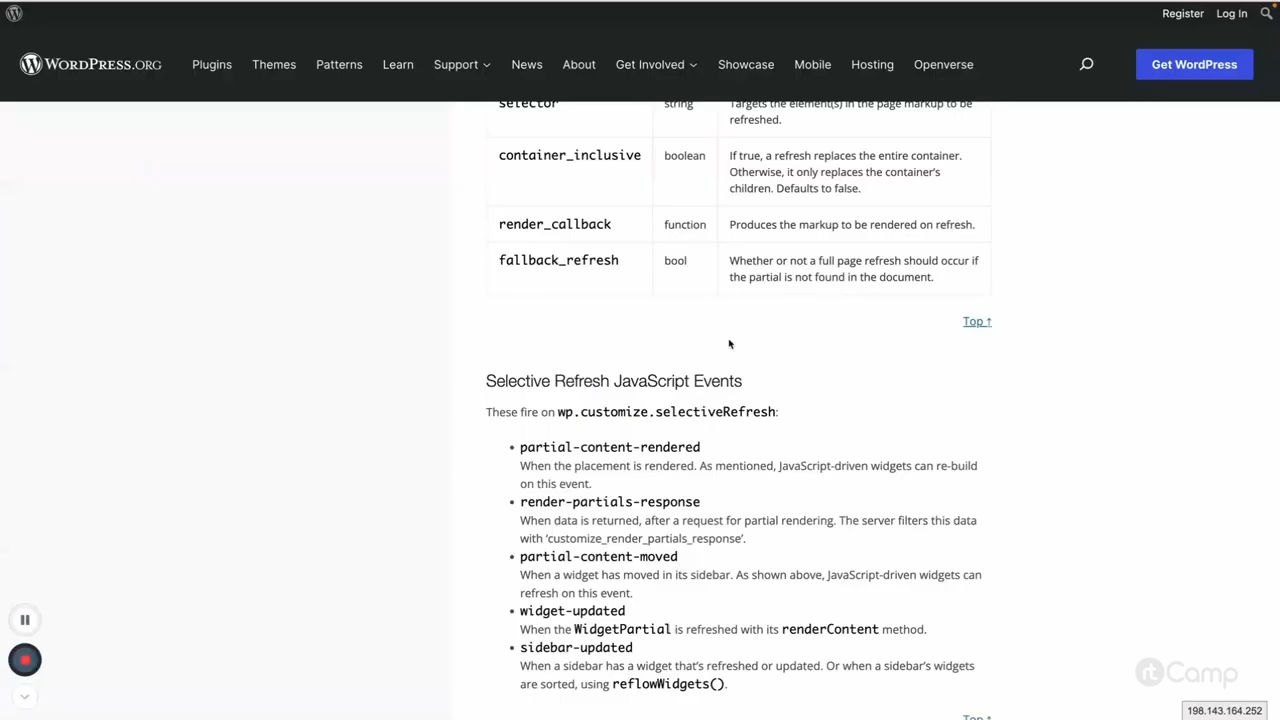 Register Log In
WORDPRESS.ORG Plugins Themes Patterns Learn Support News About Get Involved Showcase Mobile Hosting Openverse Get WordPress
selector string Targets the element(s) in the page markup to be
refreshed.
container_inclusive boolean If true, a refresh replaces the entire container.
Otherwise, it only replaces the container's
children. Defaults to false.
render_callback function Produces the markup to be rendered on refresh.
fallback_refresh bool Whether or not a full page refresh should occur if
the partial is not found in the document.
Top ↑
Selective Refresh JavaScript Events
These fire on wp.customize.selectiveRefresh:
• partial-content-rendered
When the placement is rendered. As mentioned, JavaScript-driven widgets can re-build
on this event.
• render-partials-response
When data is returned, after a request for partial rendering. The server filters this data
with ‘customize_render_partials_response’.
• partial-content-moved
When a widget has moved in its sidebar. As shown above, JavaScript-driven widgets can
refresh on this event.
• widget-updated
When the WidgetPartial is refreshed with its renderContent method.
• sidebar-updated
When a sidebar has a widget that's refreshed or updated. Or when a sidebar's widgets
are sorted, using reflowWidgets().
rtCamp
198.143.164.252
Top ↑